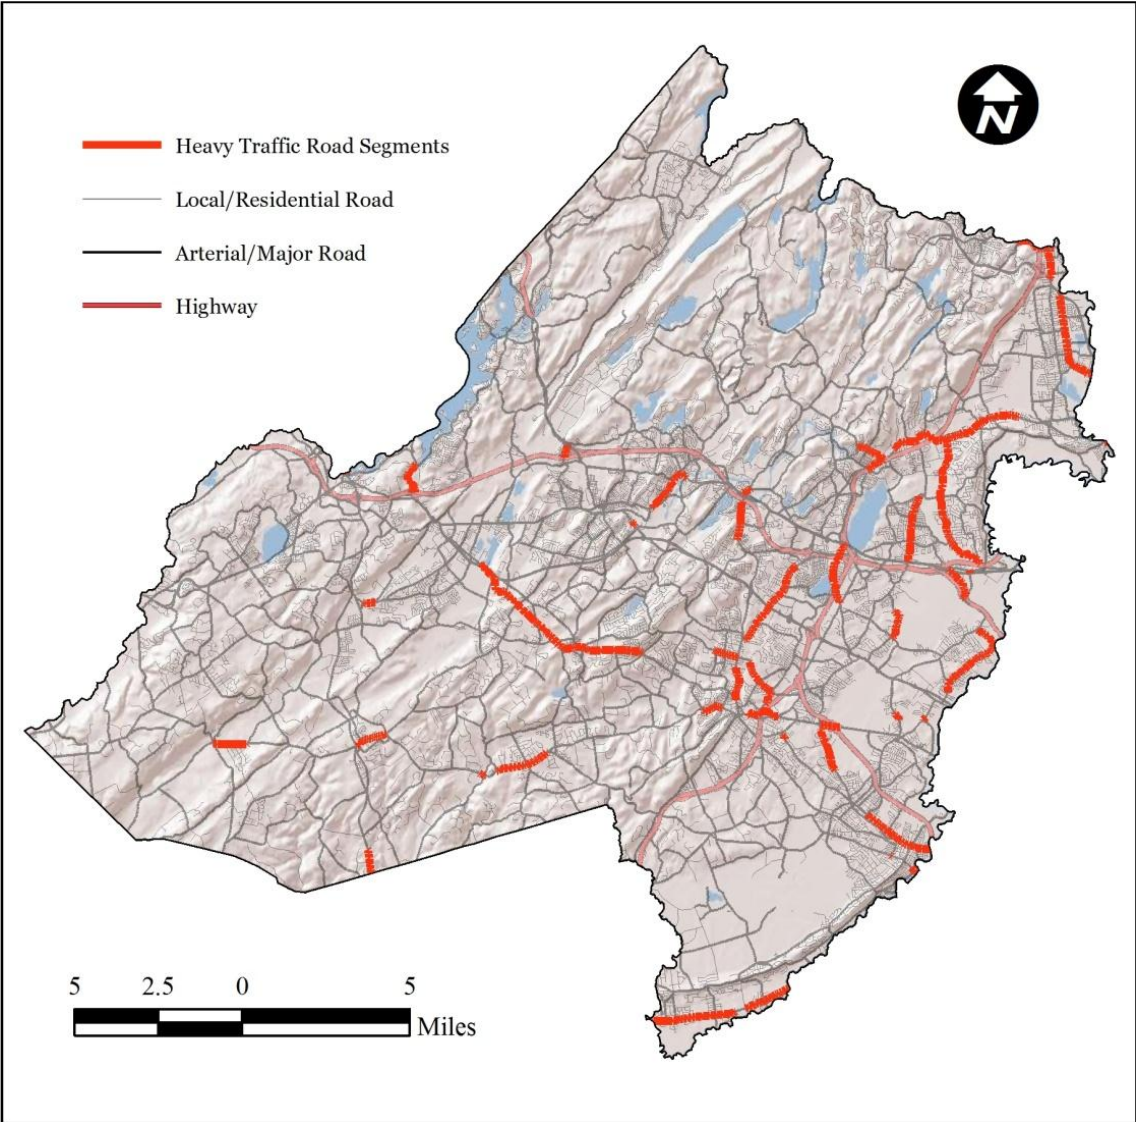 N
Heavy Traffic Road Segments
Local/Residential Road
Arterial/Major Road
Highway
5 2.5 0 5
Miles